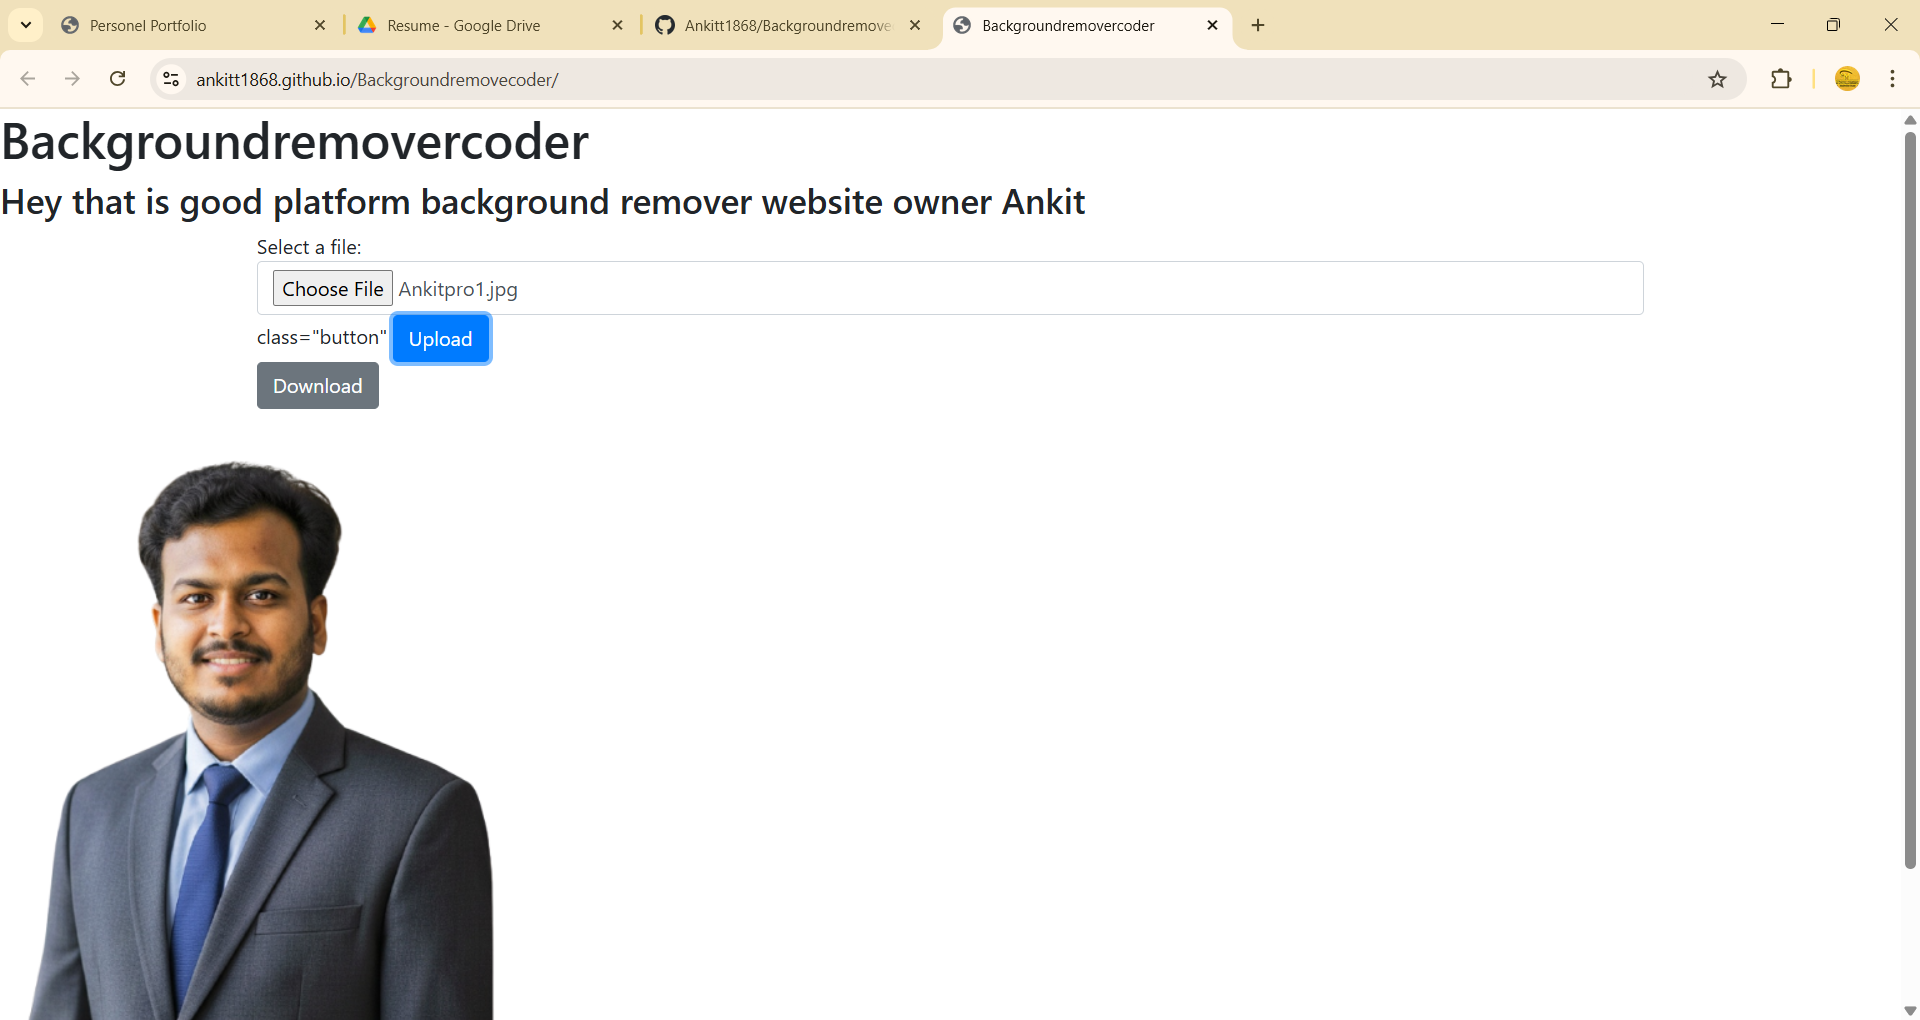 Personel Portfolio
Resume - Google Drive
Ankitt1868/Backgroundremove
Backgroundremovercoder
ankitt1868.github.io/Backgroundremovecoder/
Backgroundremovercoder
Hey that is good platform background remover website owner Ankit
Select a file:
Choose File Ankitpro1.jpg
class="button" Upload
Download